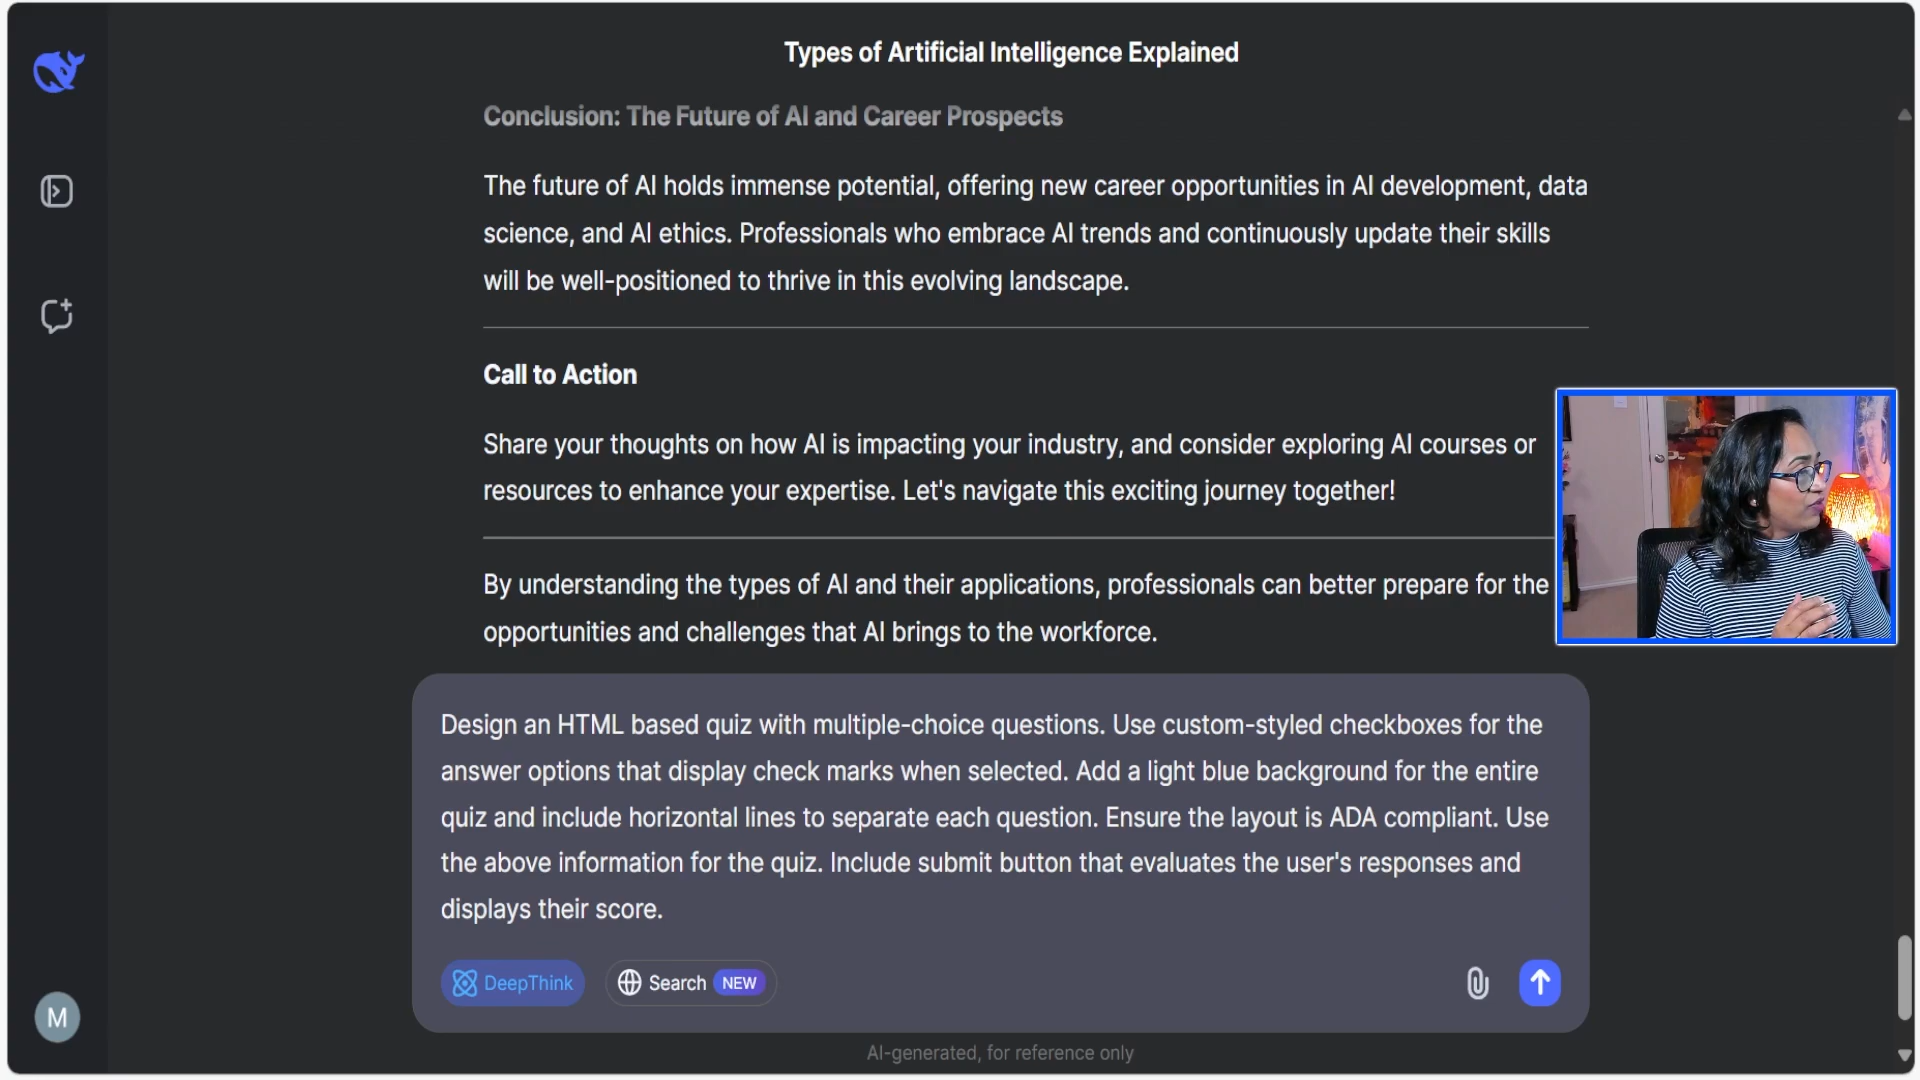 Types of Artificial Intelligence Explained
Conclusion: The Future of AI and Career Prospects
The future of AI holds immense potential, offering new career opportunities in AI development, data
science, and AI ethics. Professionals who embrace AI trends and continuously update their skills
will be well-positioned to thrive in this evolving landscape.
Call to Action
Share your thoughts on how AI is impacting your industry, and consider exploring AI courses or
resources to enhance your expertise. Let's navigate this exciting journey together!
By understanding the types of AI and their applications, professionals can better prepare for the
opportunities and challenges that AI brings to the workforce.
Design an HTML based quiz with multiple-choice questions. Use custom-styled checkboxes for the
answer options that display check marks when selected. Add a light blue background for the entire
quiz and include horizontal lines to separate each question. Ensure the layout is ADA compliant. Use
the above information for the quiz. Include submit button that evaluates the user's responses and
displays their score.
DeepThink
Search NEW
M
AI-generated, for reference only